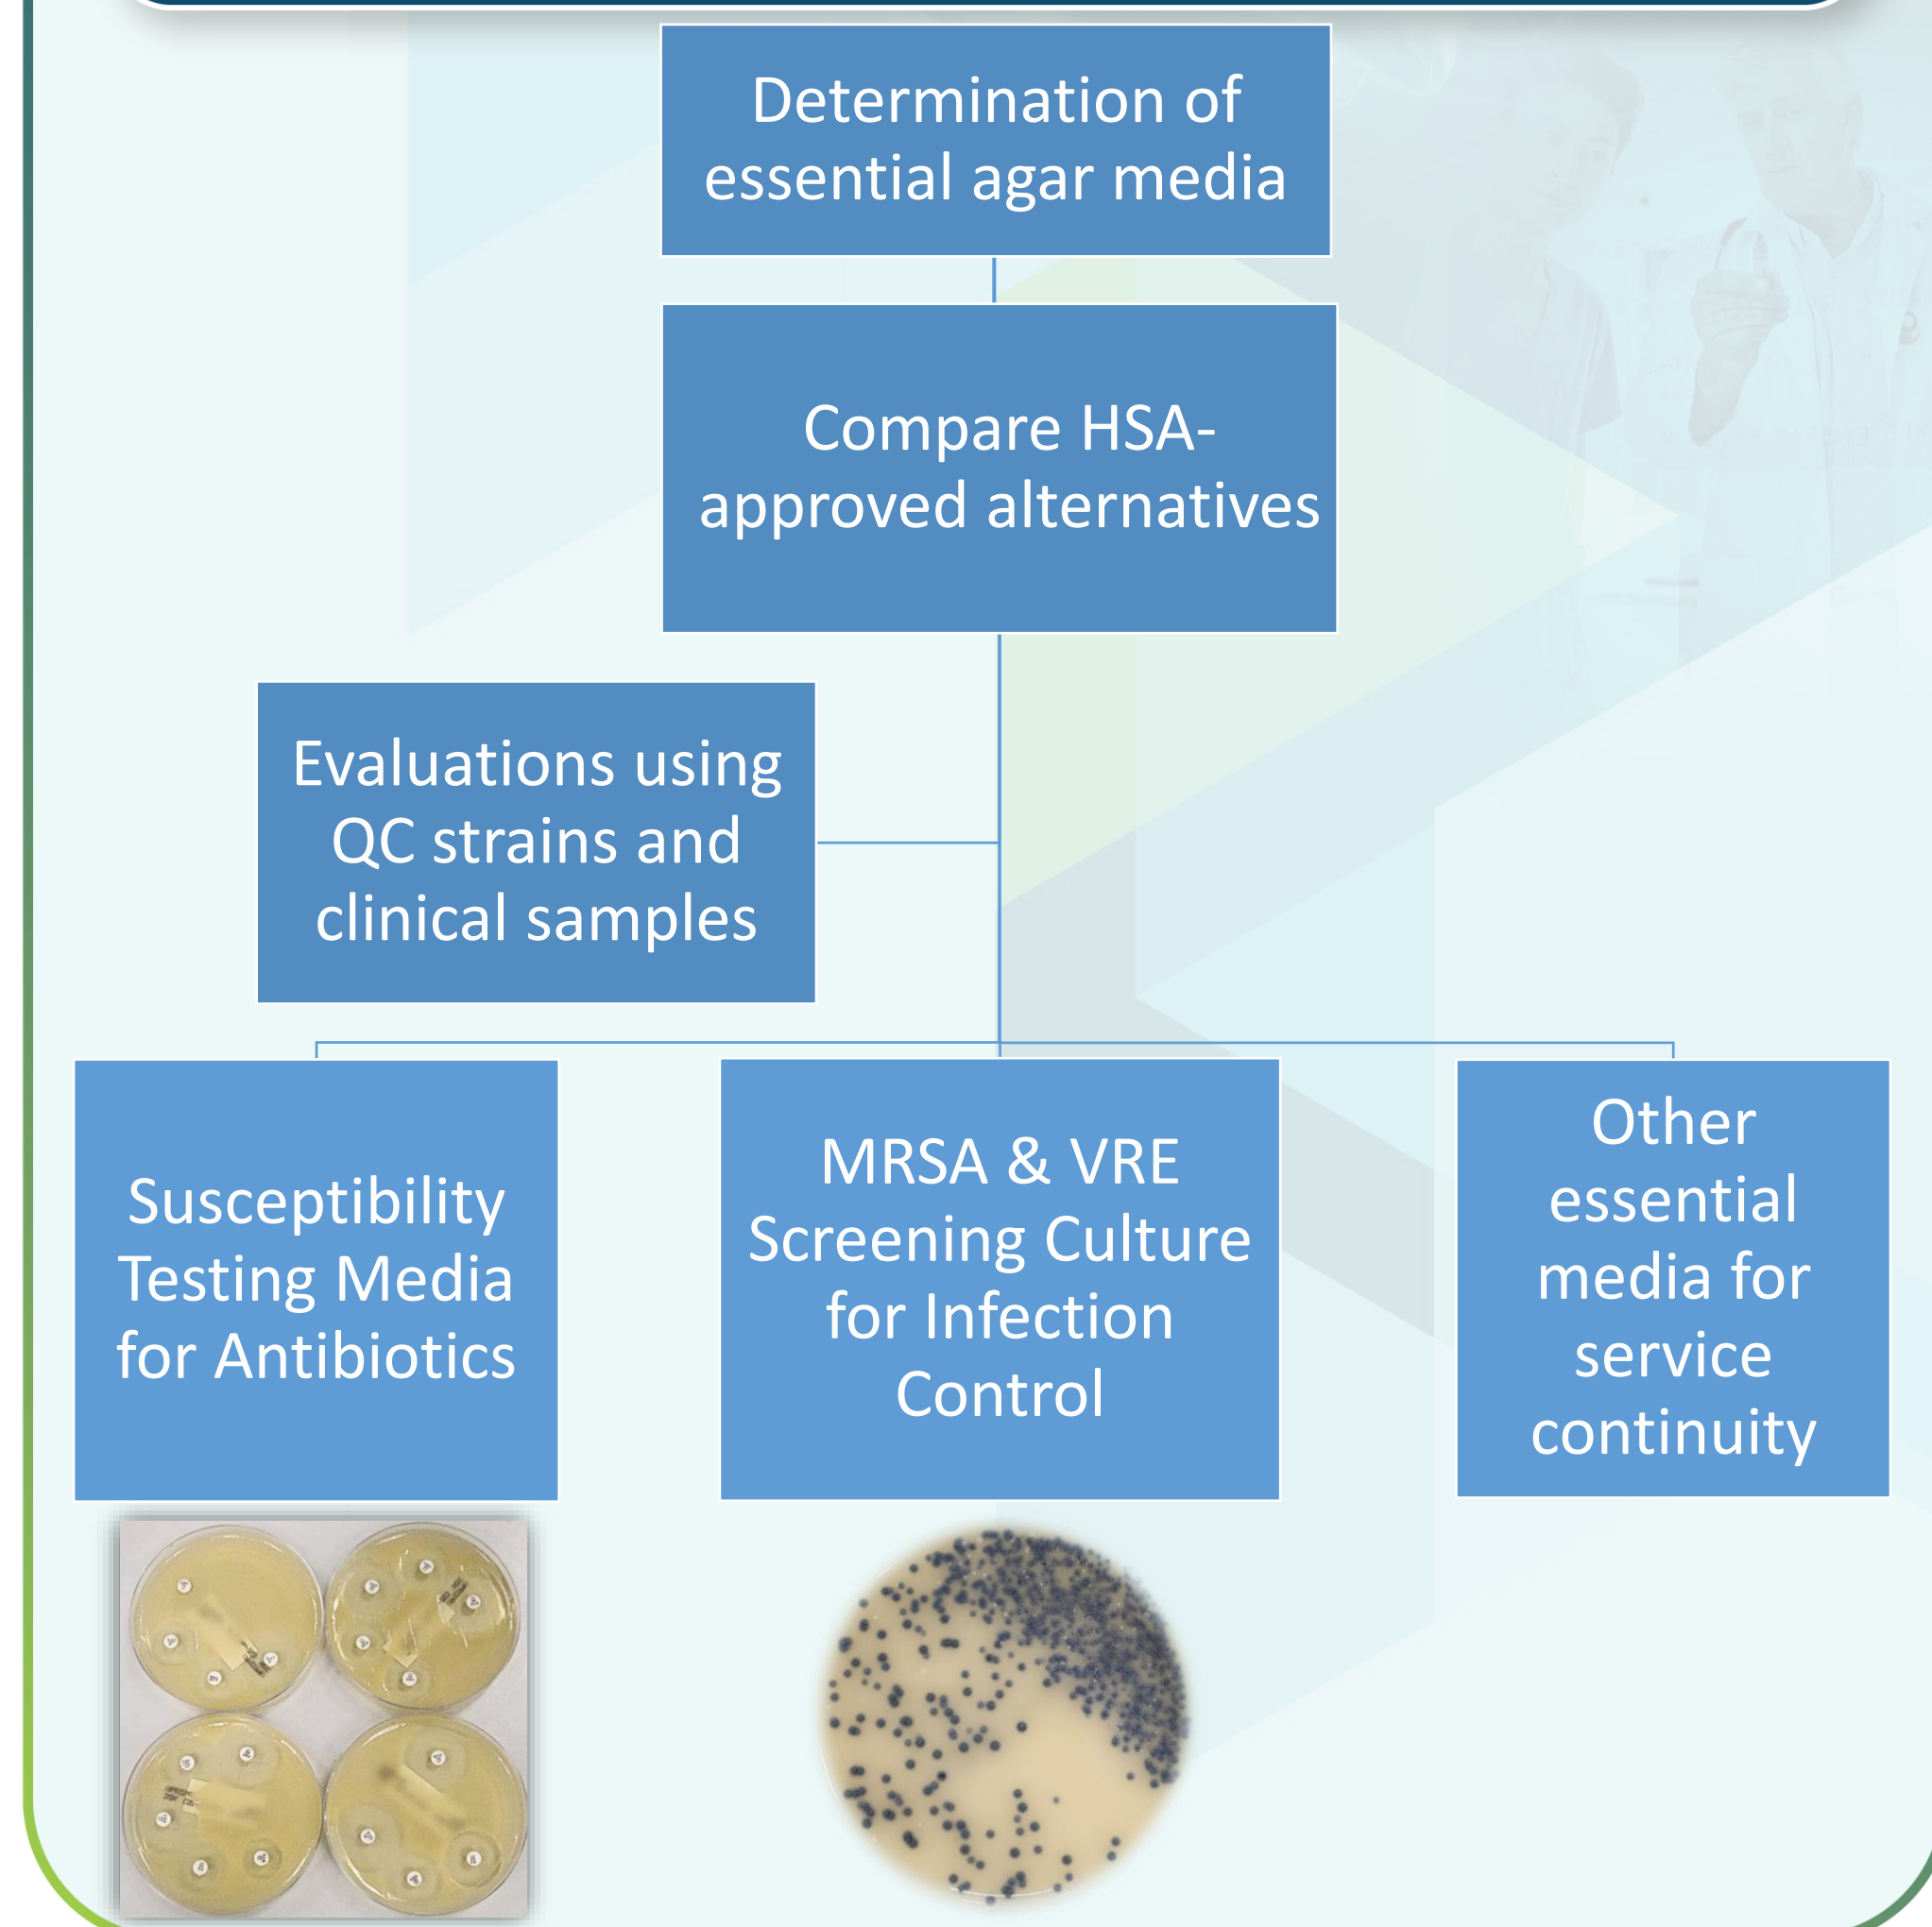 Determination of
essential agar media
Compare HSA-
approved alternatives
Evaluations using
QC strains and
clinical samples
Susceptibility
Testing Media
for Antibiotics
MRSA & VRE
Screening Culture
for Infection
Control
Other
essential
media for
service
continuity